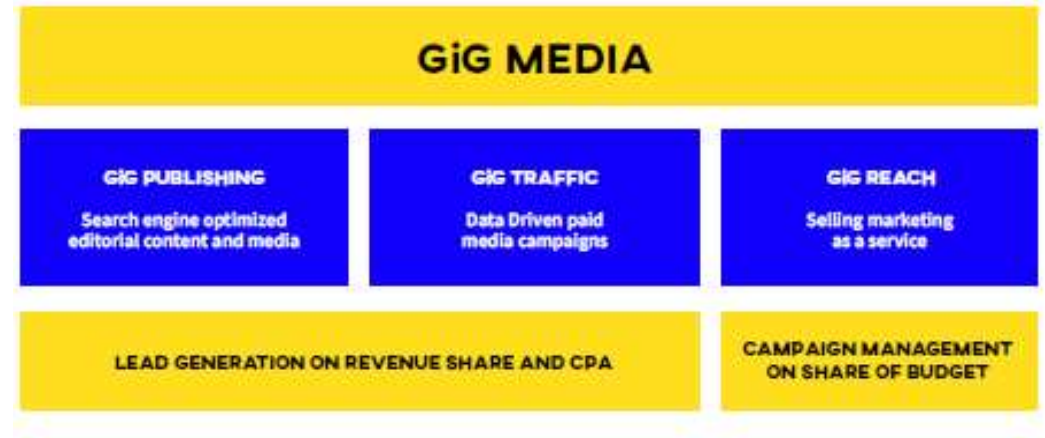 GiG MEDIA
GiG PUBLISHING
Search engine optimized
editorial content and media
GiG TRAFFIC
Data Driven paid
media campaigns
GiG REACH
Selling marketing
as a service
LEAD GENERATION ON REVENUE SHARE AND CPA
CAMPAIGN MANAGEMENT
ON SHARE OF BUDGET